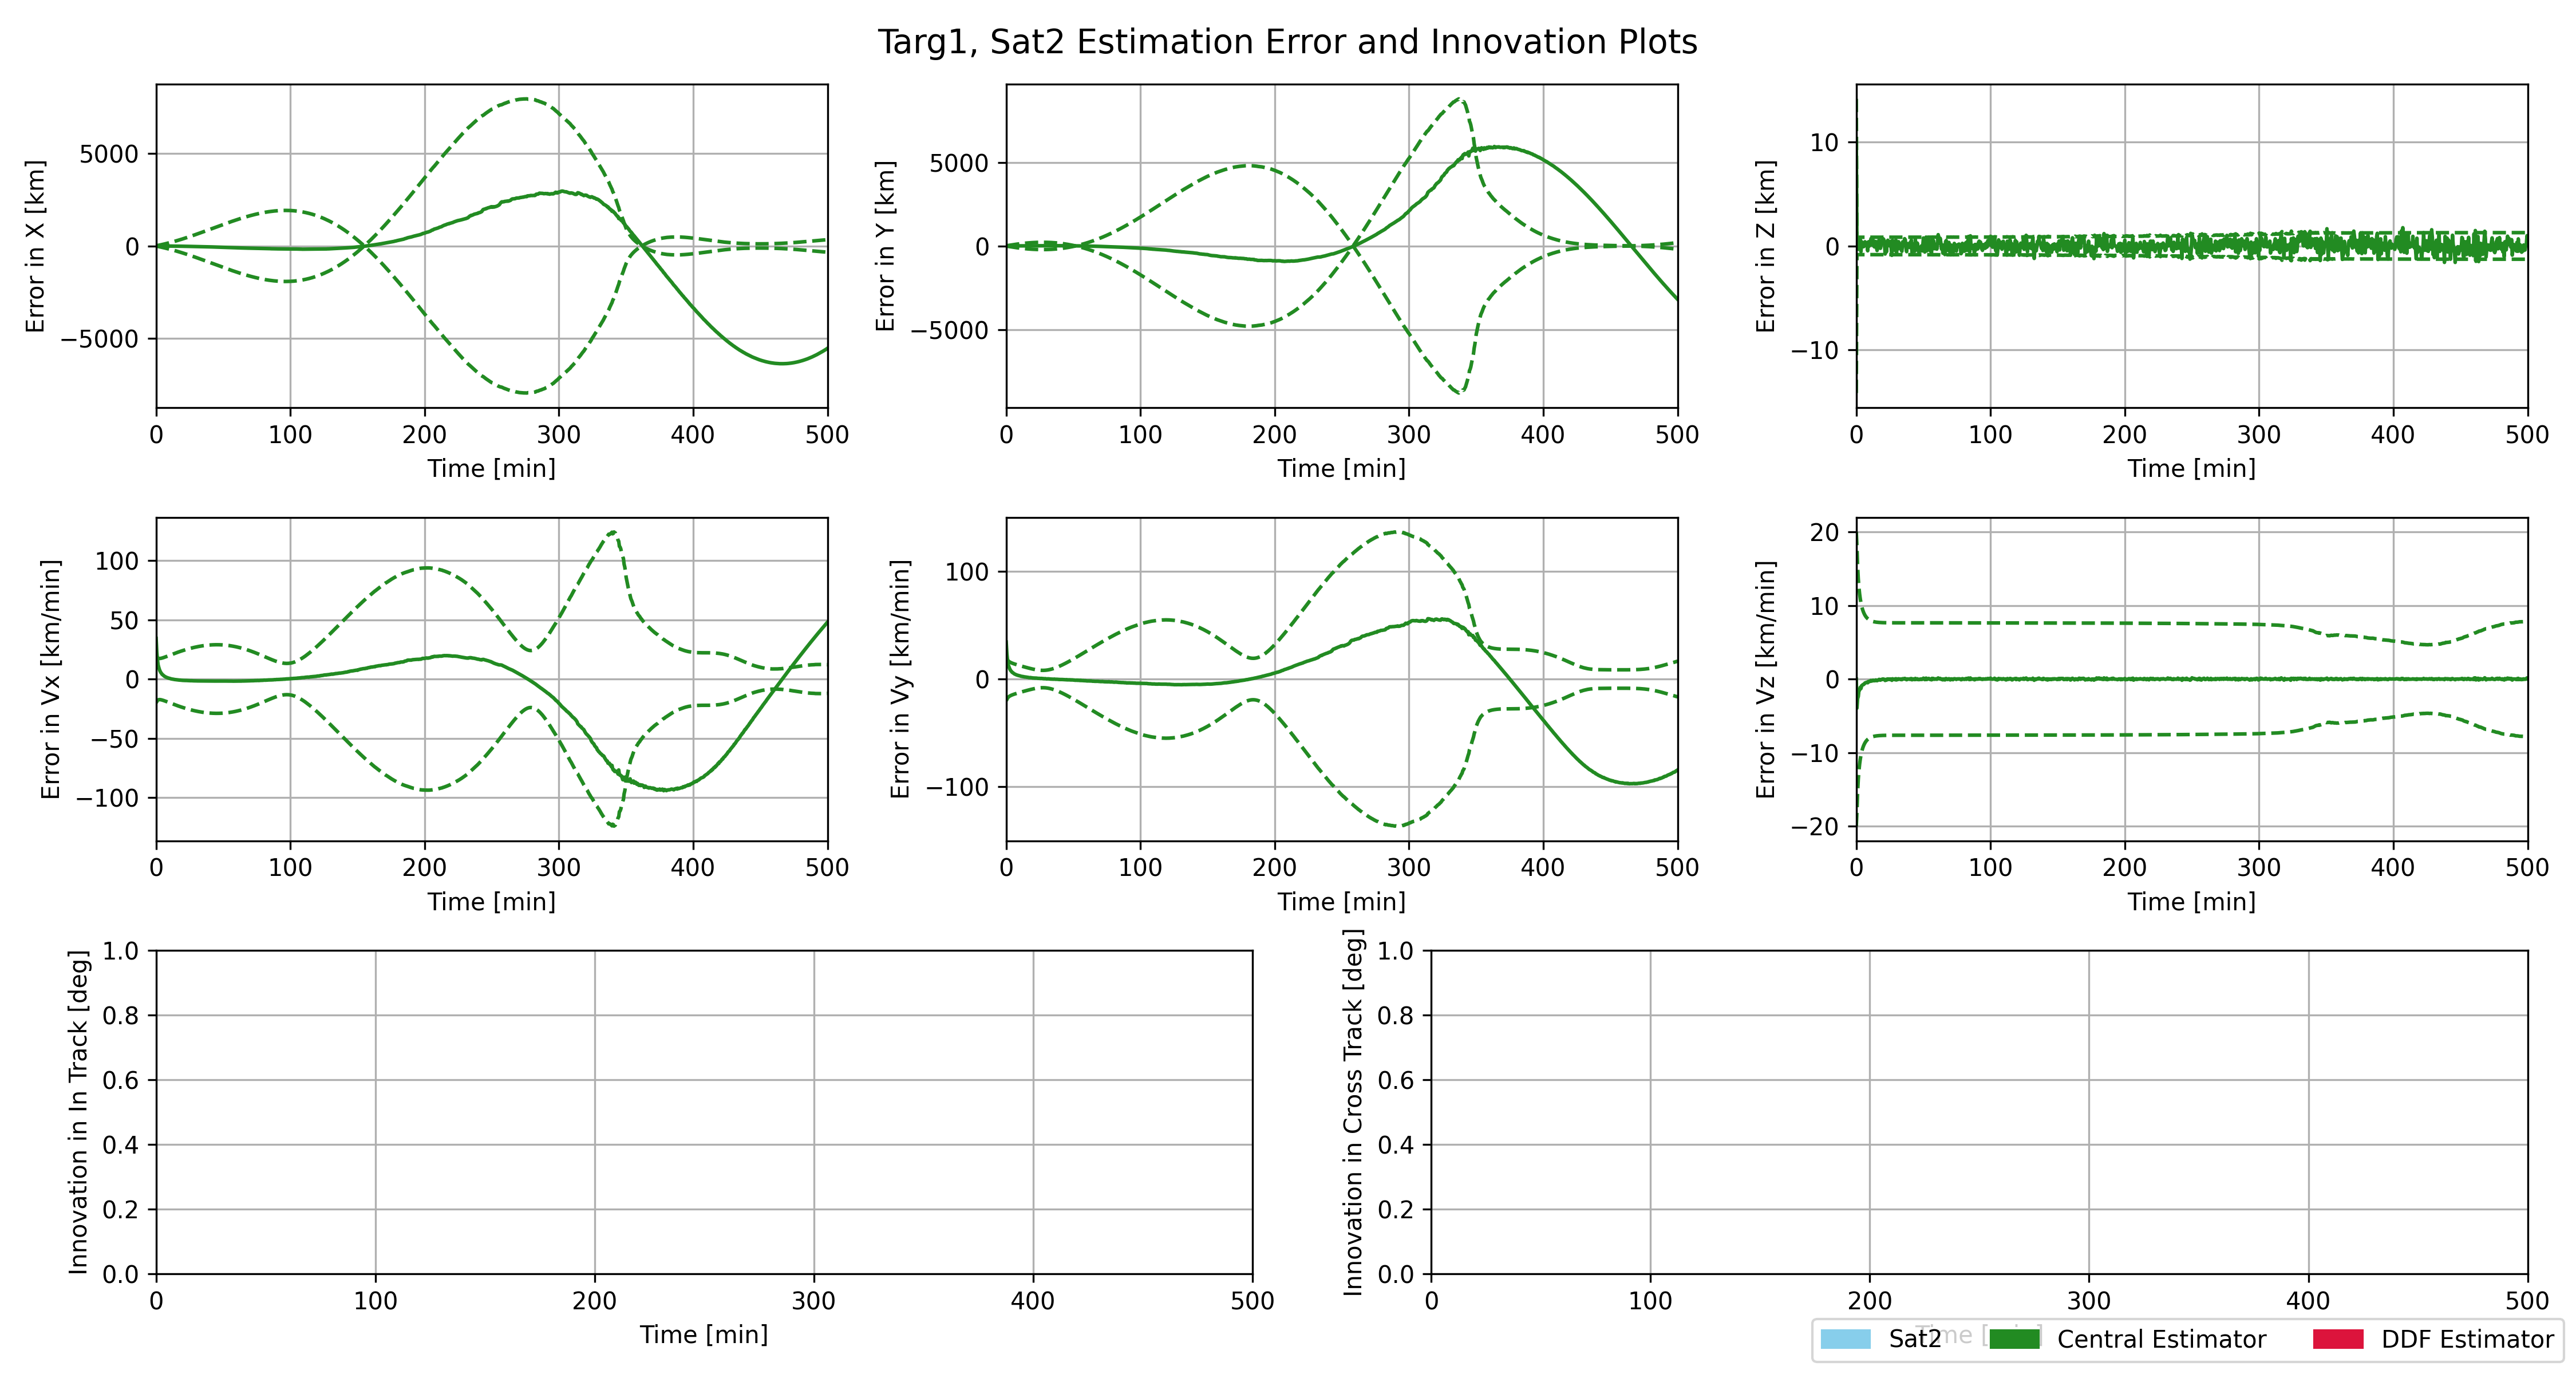 Targ1, Sat2 Estimation Error and Innovation Plots
Error in X [km]
5000
0
−5000
0 100 200 300 400 500
Time [min]
Error in Y [km]
5000
0
−5000
0 100 200 300 400 500
Time [min]
Error in Z [km]
10
0
−10
0 100 200 300 400 500
Time [min]
Error in Vx [km/min]
100
50
0
−50
−100
0 100 200 300 400 500
Time [min]
Error in Vy [km/min]
100
0
−100
0 100 200 300 400 500
Time [min]
Error in Vz [km/min]
20
10
0
−10
−20
0 100 200 300 400 500
Time [min]
Innovation in In Track [deg]
1.0
0.8
0.6
0.4
0.2
0.0
0 100 200 300 400 500
Time [min]
Innovation in Cross Track [deg]
1.0
0.8
0.6
0.4
0.2
0.0
0 100 200 300 400 500
Time [
Sat2 Central Estimator DDF Estimator